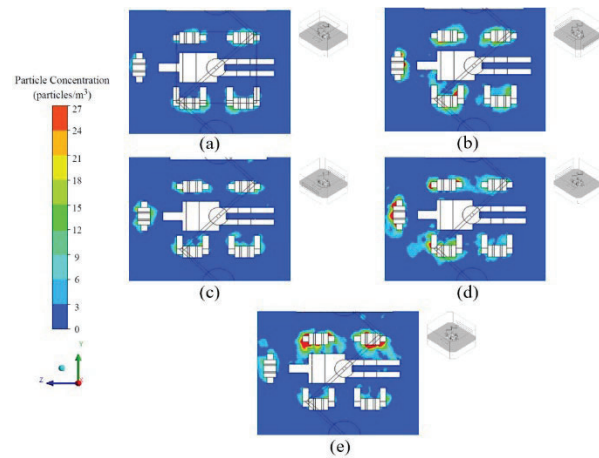 Particle Concentration
(particles/m³)
27
24
21
18
15
12
9
6
3
0
(a)
(b)
(c)
(d)
(e)
Y
Z